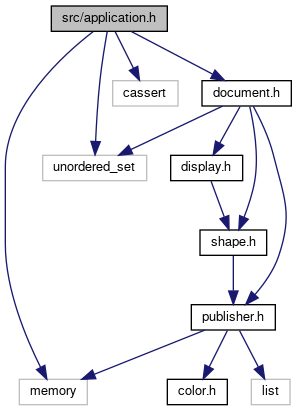 src/application.h
cassert
document.h
unordered_set
display.h
shape.h
publisher.h
memory
color.h
list